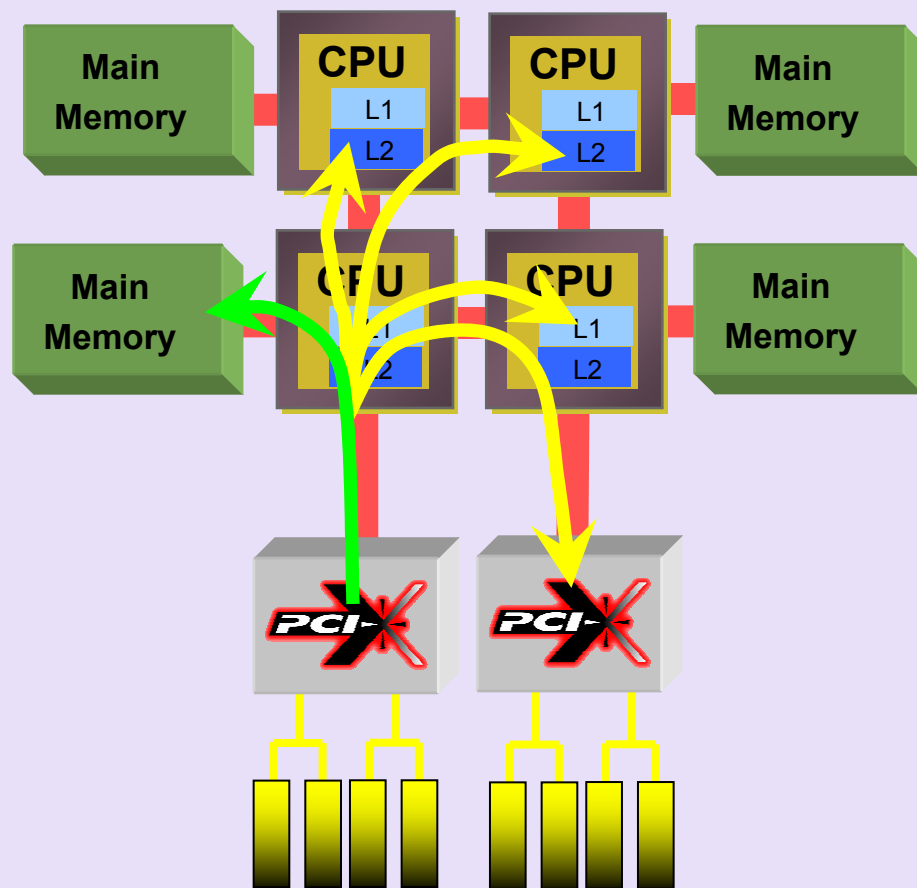 Main
Memory
CPU
L1
L2
CPU
L1
L2
Main
Memory
Main
Memory
CPU
L1
L2
CPU
L1
L2
Main
Memory
PCI
PCI